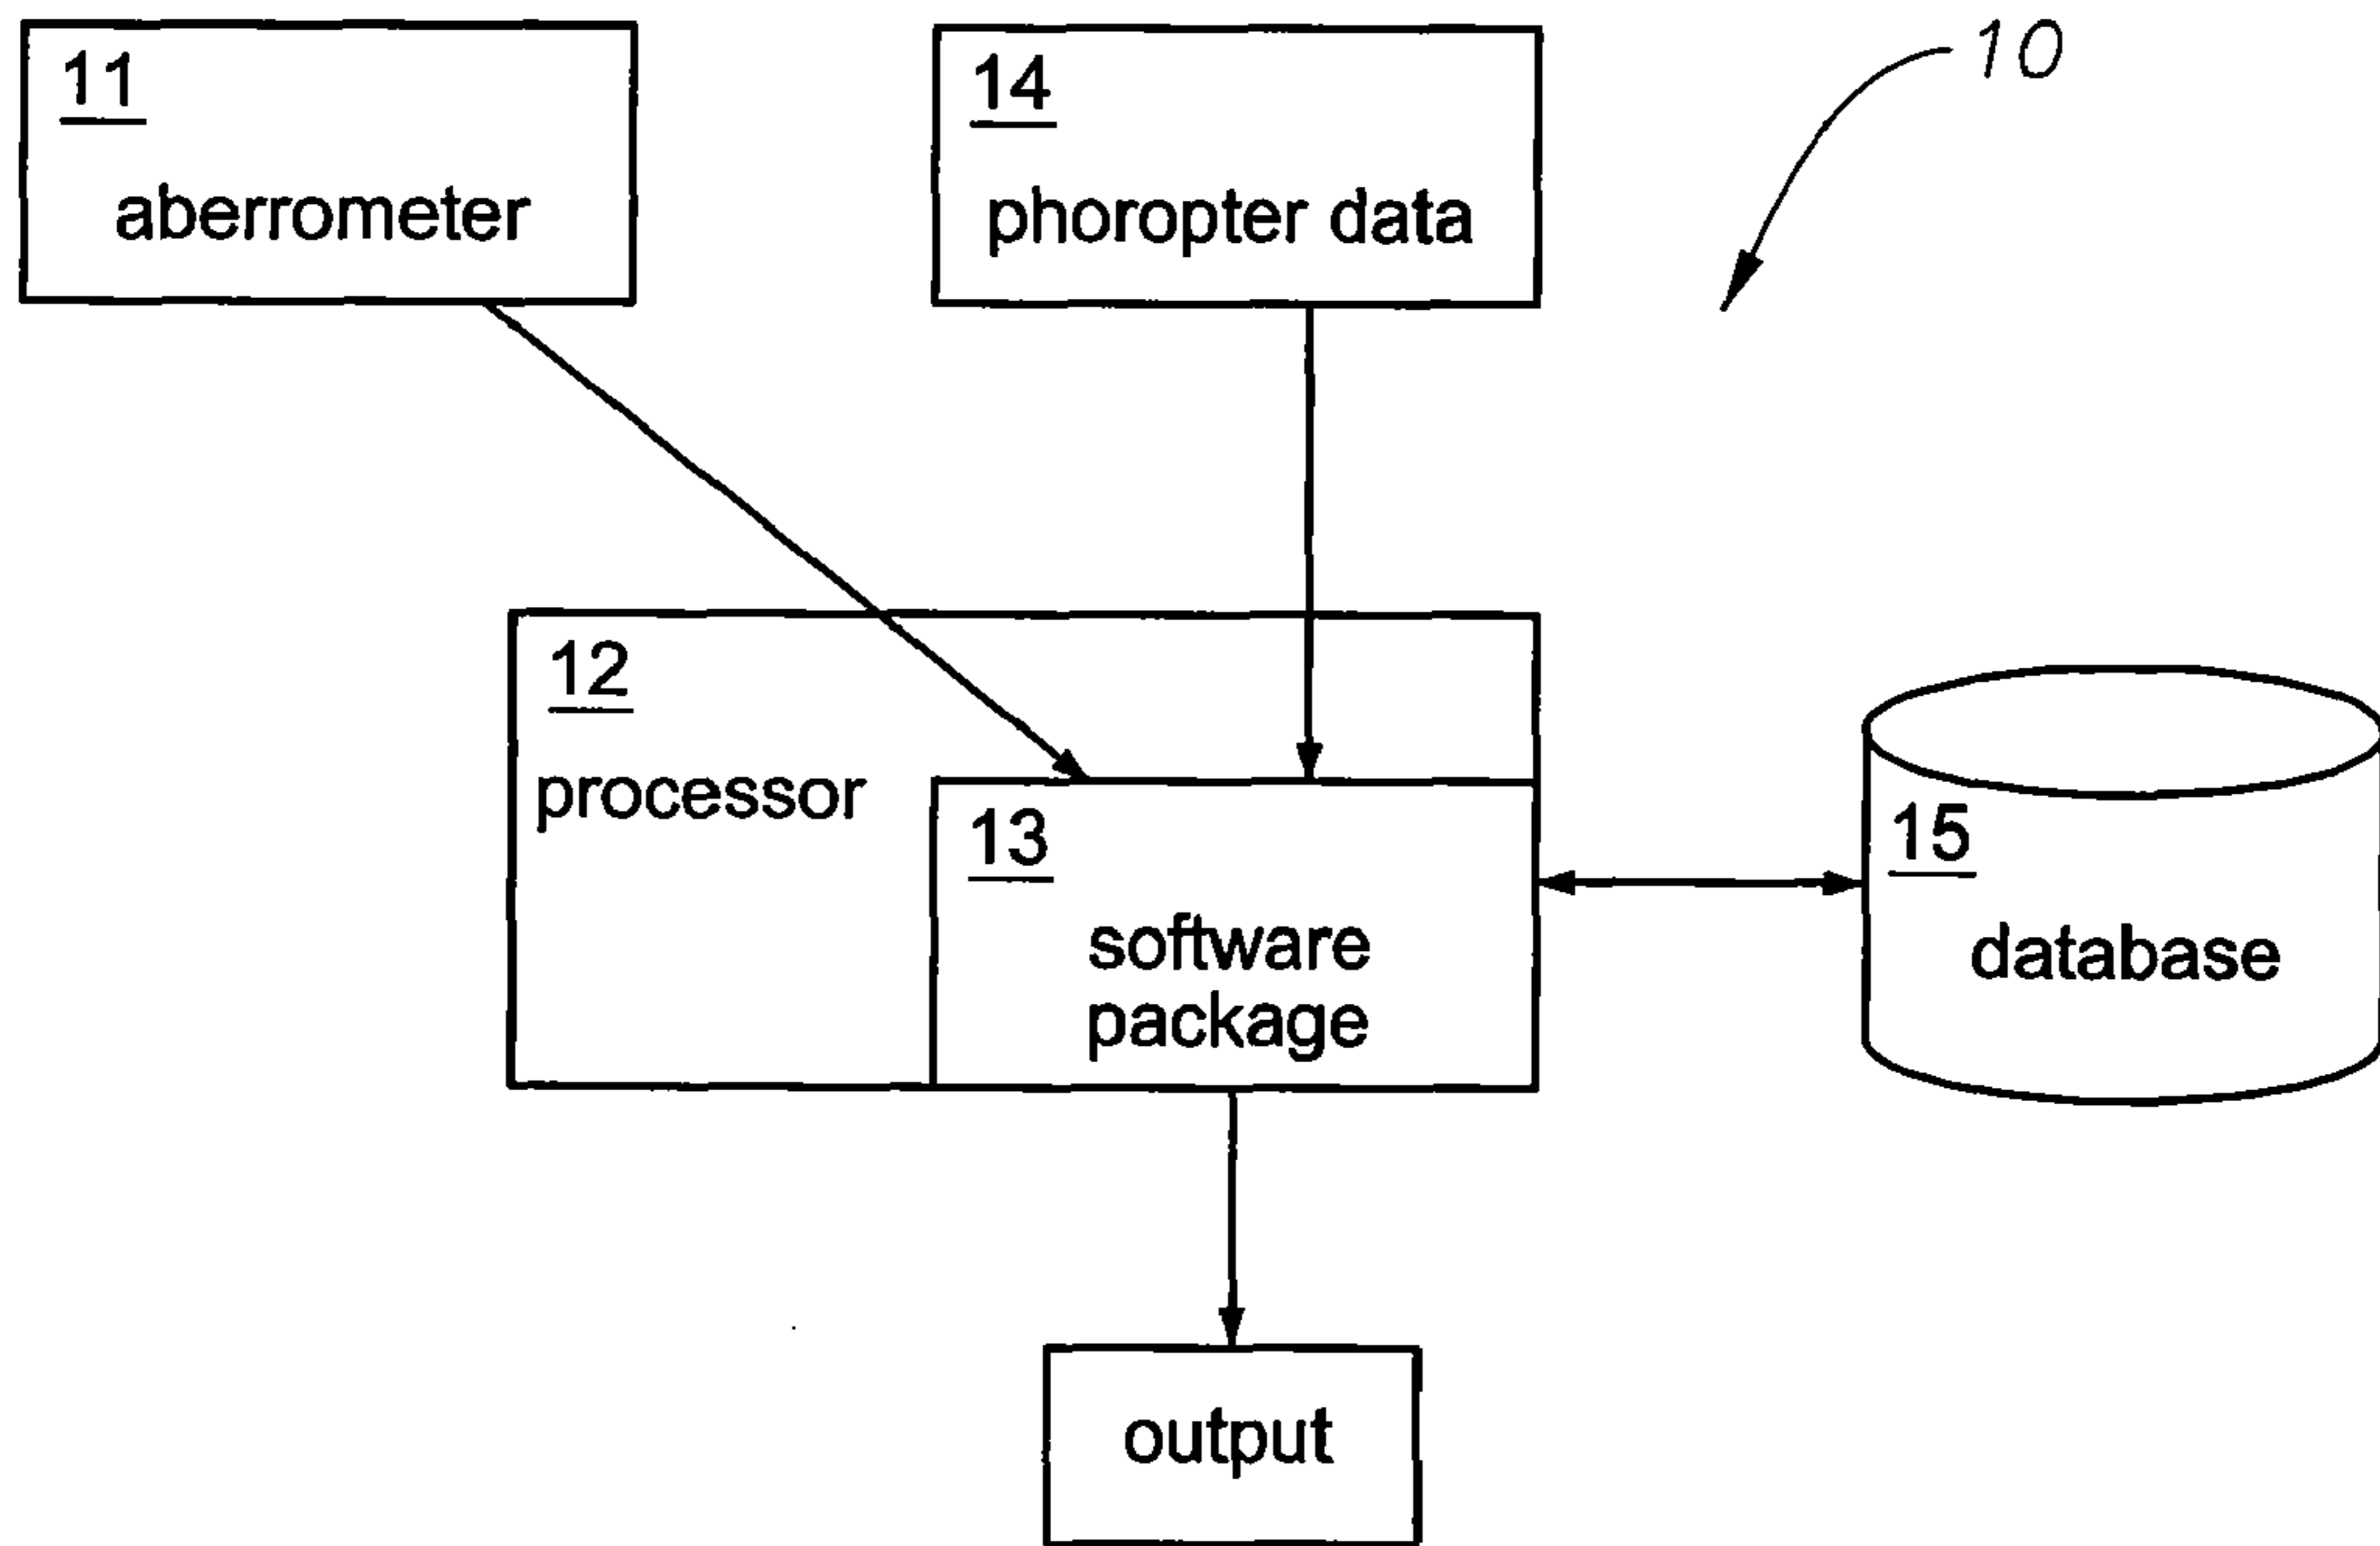 11
aberrometer
14
phoropter data
10
12
processor
13
software
package
15
database
output